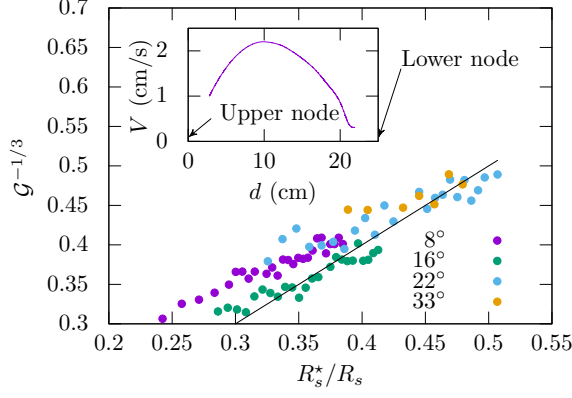 0.7
0.65
0.6
0.55
0.5
0.45
0.4
0.35
0.3
𝒢^{-1/3}
0.2 0.25 0.3 0.35 0.4 0.45 0.5 0.55
R_s^⋆/R_s
2
1
0
V (cm/s)
0 10 20
d (cm)
Upper node
Lower node
8°
16°
22°
33°